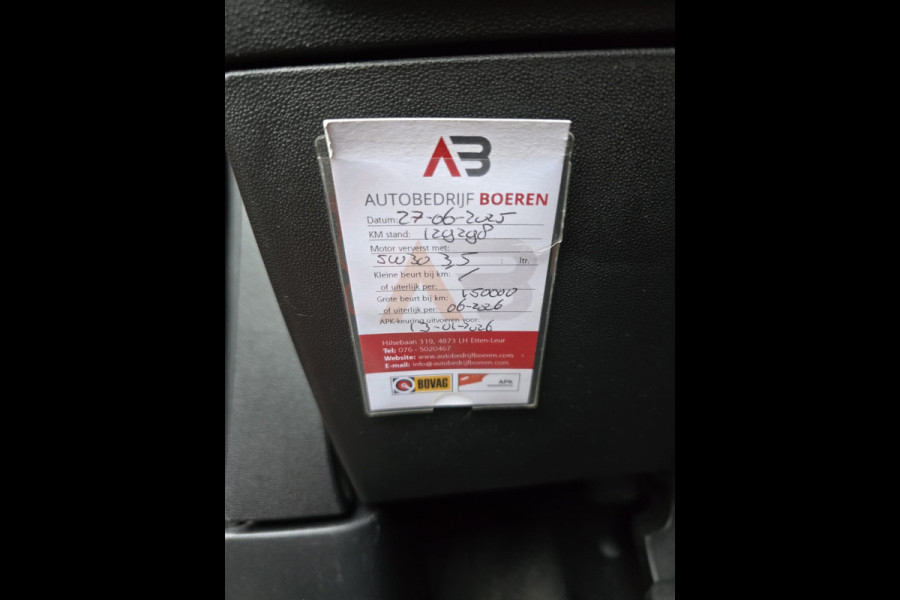 AB
AUTOBEDRIJF BOEREN
Datum: 27-06-2025
KM stand: 129298
Motor ververst met:
5W30 3,5 : ltr.
Kleine beurt bij km: /
of uiterlijk per:
Grote beurt bij km: 150000
of uiterlijk per: 06-2026
APK-keuring uitvoeren voor:
13-01-2026
Hilsebaan 319, 4873 LH Etten-Leur
Tel: 076 - 5020467
Website: www.autobedrijfboeren.com
E-mail: info@autobedrijfboeren.com
BOVAG APK